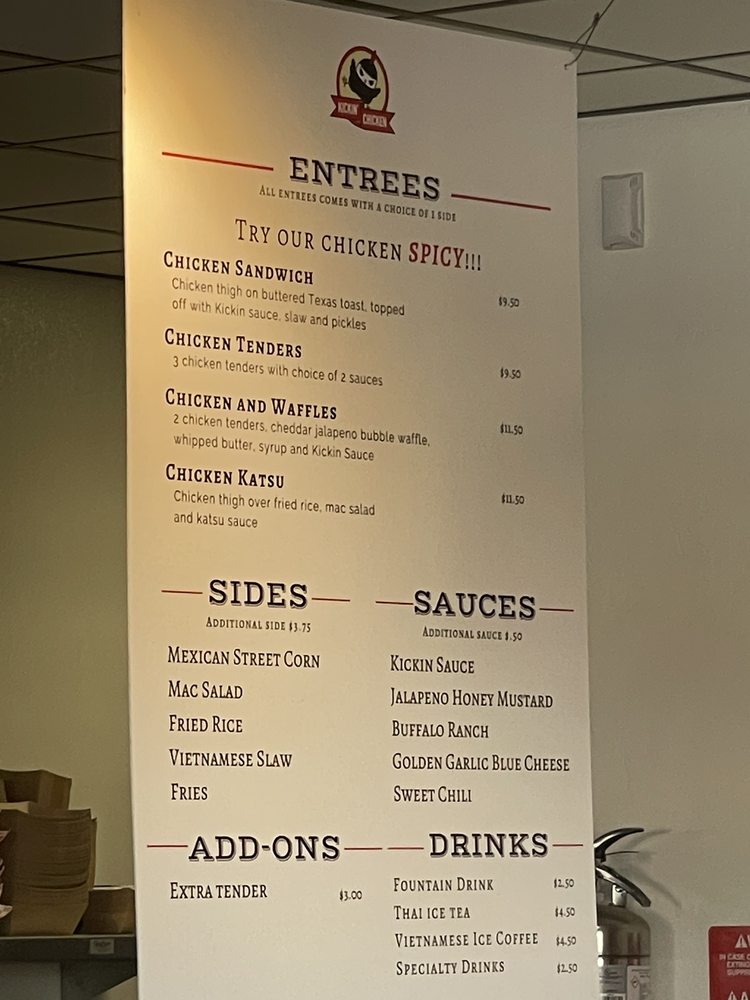 KICKIN' CHICKEN
ENTREES
ALL ENTREES COMES WITH A CHOICE OF 1 SIDE
TRY OUR CHICKEN SPICY!!!
CHICKEN SANDWICH
Chicken thigh on buttered Texas toast, topped $9.50
off with Kickin sauce, slaw and pickles
CHICKEN TENDERS
3 chicken tenders with choice of 2 sauces $9.50
CHICKEN AND WAFFLES
2 chicken tenders, cheddar jalapeno bubble waffle, $11.50
whipped butter, syrup and Kickin Sauce
CHICKEN KATSU
Chicken thigh over fried rice, mac salad $11.50
and katsu sauce
SIDES
ADDITIONAL SIDE $3.75
MEXICAN STREET CORN
MAC SALAD
FRIED RICE
VIETNAMESE SLAW
FRIES
SAUCES
ADDITIONAL SAUCE $.50
KICKIN SAUCE
JALAPENO HONEY MUSTARD
BUFFALO RANCH
GOLDEN GARLIC BLUE CHEESE
SWEET CHILI
ADD-ONS
EXTRA TENDER $3.00
DRINKS
FOUNTAIN DRINK $2.50
THAI ICE TEA $4.50
VIETNAMESE ICE COFFEE $4.50
SPECIALTY DRINKS $2.50
IN CASE